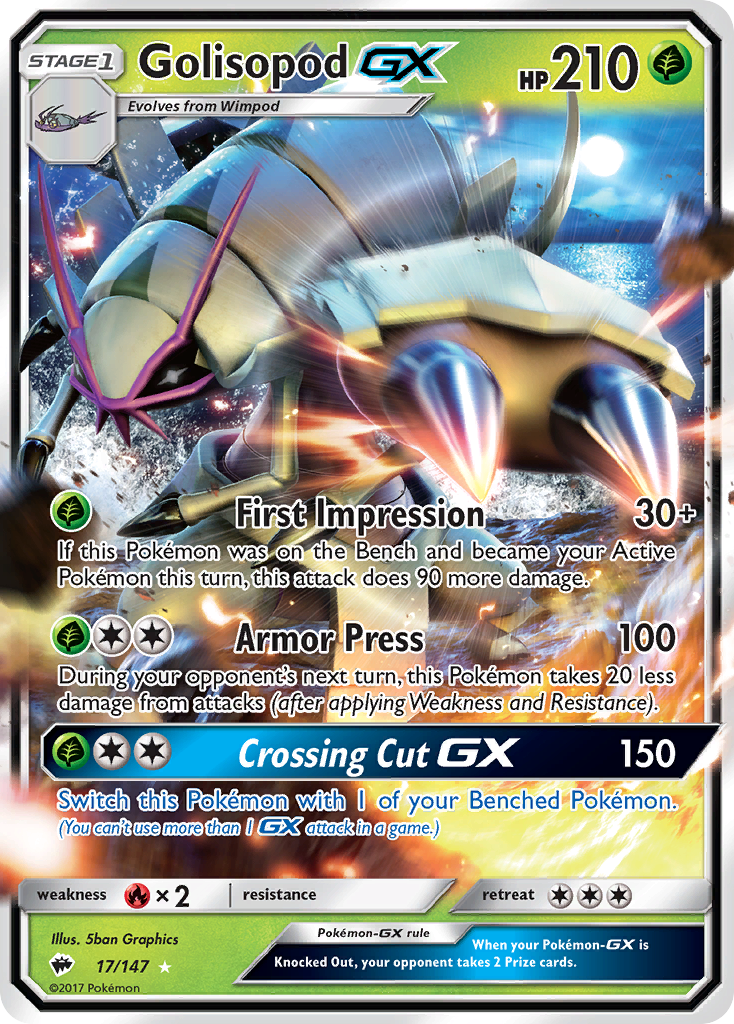 STAGE 1 Golisopod GX HP 210
Evolves from Wimpod
First Impression 30+
If this Pokémon was on the Bench and became your Active
Pokémon this turn, this attack does 90 more damage.
Armor Press 100
During your opponent's next turn, this Pokémon takes 20 less
damage from attacks (after applying Weakness and Resistance).
Crossing Cut GX 150
Switch this Pokémon with 1 of your Benched Pokémon.
(You can't use more than 1 GX attack in a game.)
weakness × 2 resistance retreat
Illus. 5ban Graphics
Pokémon-GX rule
When your Pokémon-GX is
Knocked Out, your opponent takes 2 Prize cards.
17/147
©2017 Pokémon